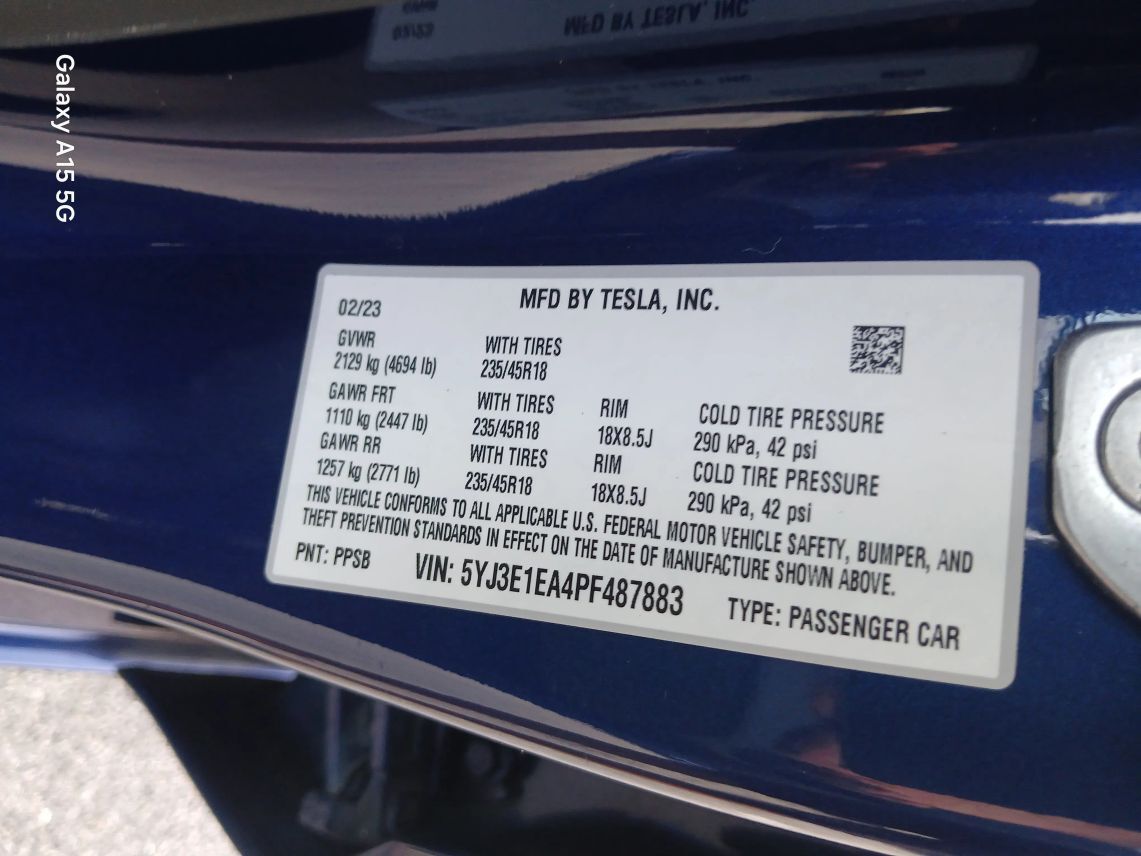 Galaxy A15 5G
MFD BY TESLA, INC.
02/23
GVWR WITH TIRES
2129 kg (4694 lb) 235/45R18
GAWR FRT WITH TIRES RIM COLD TIRE PRESSURE
1110 kg (2447 lb) 235/45R18 18X8.5J 290 kPa, 42 psi
GAWR RR WITH TIRES RIM COLD TIRE PRESSURE
1257 kg (2771 lb) 235/45R18 18X8.5J 290 kPa, 42 psi
THIS VEHICLE CONFORMS TO ALL APPLICABLE U.S. FEDERAL MOTOR VEHICLE SAFETY, BUMPER, AND
THEFT PREVENTION STANDARDS IN EFFECT ON THE DATE OF MANUFACTURE SHOWN ABOVE.
PNT: PPSB VIN: 5YJ3E1EA4PF487883 TYPE: PASSENGER CAR